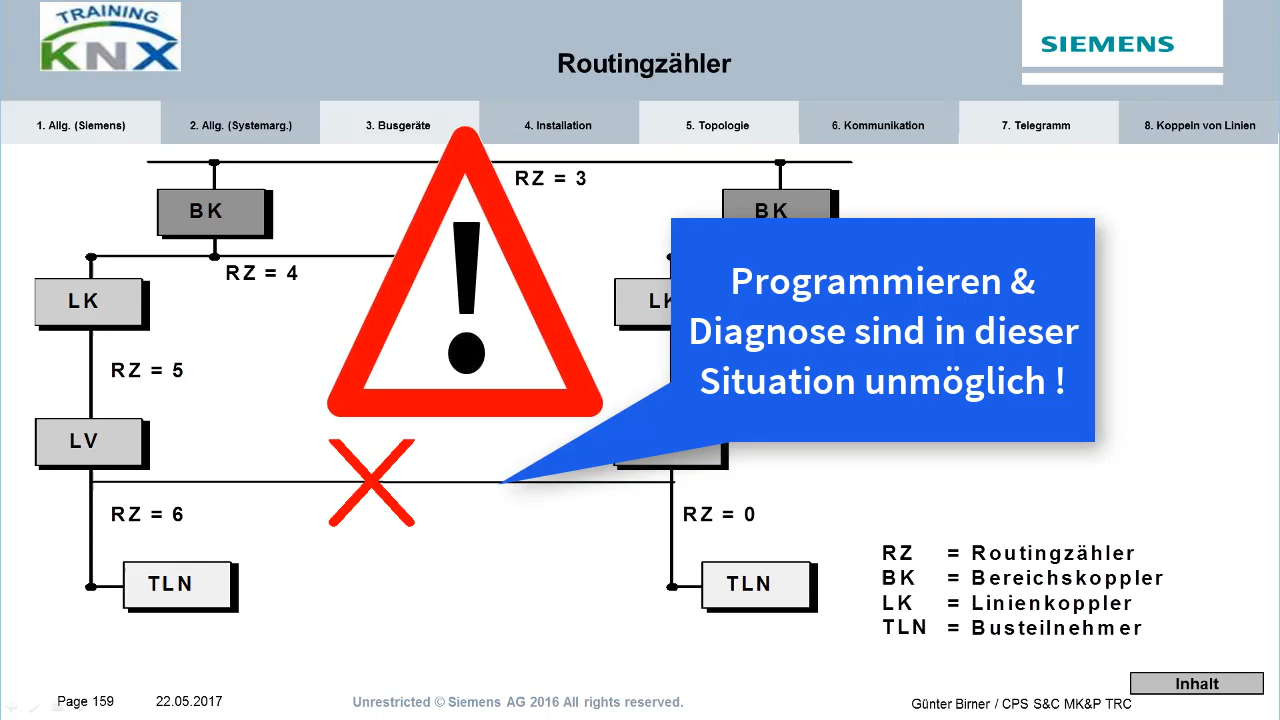 TRAINING
KNX
Routingzähler
SIEMENS
1. Allg. (Siemens)
2. Allg. (Systemarg.)
3. Busgeräte
4. Installation
5. Topologie
6. Kommunikation
7. Telegramm
8. Koppeln von Linien
RZ = 3
BK
BK
RZ = 4
LK
LK
Programmieren &
Diagnose sind in dieser
Situation unmöglich !
RZ = 5
LV
RZ = 6
RZ = 0
TLN
TLN
RZ = Routingzähler
BK = Bereichskoppler
LK = Linienkoppler
TLN = Busteilnehmer
Inhalt
Page 159
22.05.2017
Unrestricted © Siemens AG 2016 All rights reserved.
Günter Birner / CPS S&C MK&P TRC